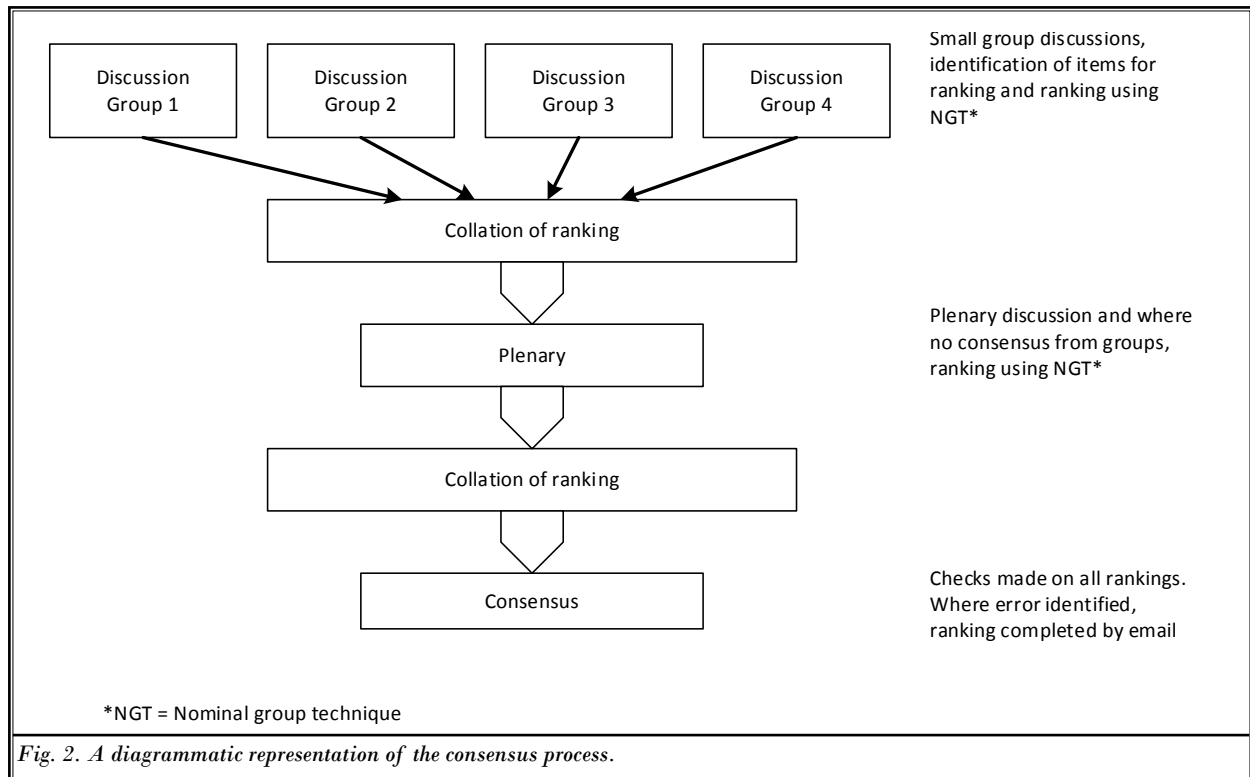 Discussion
Group 1
Discussion
Group 2
Discussion
Group 3
Discussion
Group 4
Small group discussions,
identification of items for
ranking and ranking using
NGT*
Collation of ranking
Plenary
Plenary discussion and where
no consensus from groups,
ranking using NGT*
Collation of ranking
Consensus
Checks made on all rankings.
Where error identified,
ranking completed by email
*NGT = Nominal group technique
Fig. 2. A diagrammatic representation of the consensus process.